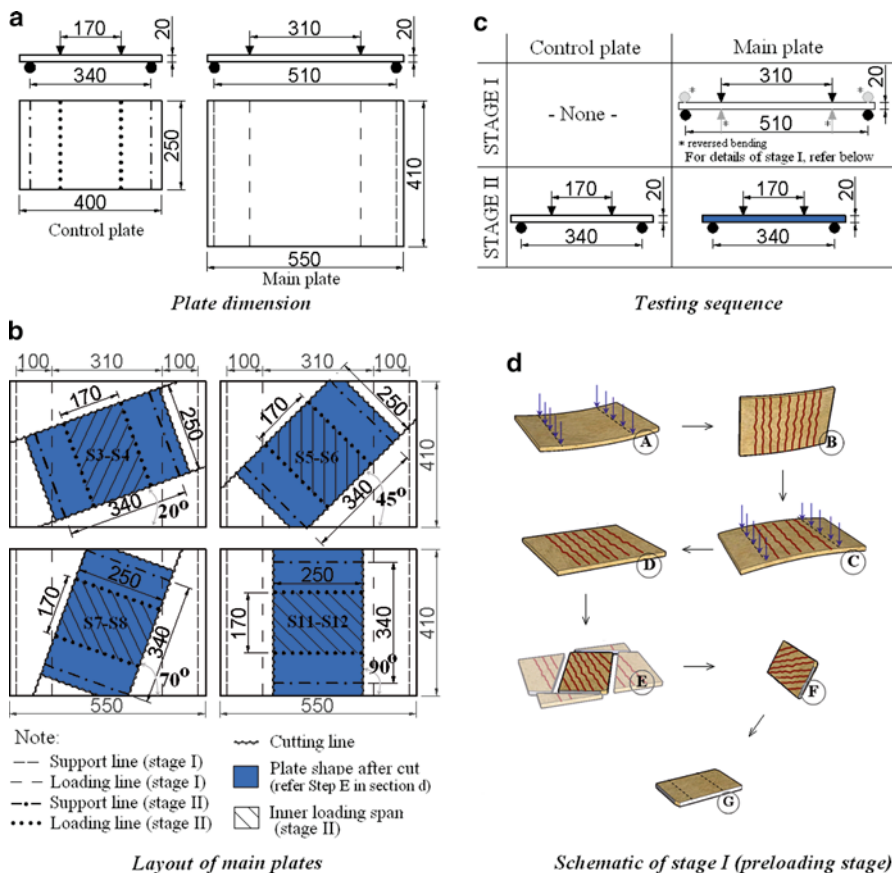 a
170
20
340
250
400
Control plate
310
20
510
410
550
Main plate
Plate dimension
c
Control plate
Main plate
STAGE I
- None -
310
20
510
*
*
*
*
* reversed bending
For details of stage I, refer below
STAGE II
170
20
340
170
20
340
Testing sequence
b
100
310
100
170
250
S3-S4
340
20°
100
310
100
170
250
S5-S6
340
45°
410
250
170
S7-S8
340
70°
550
250
170
S11-S12
340
90°
410
550
Note:
Support line (stage I)
Loading line (stage I)
Support line (stage II)
Loading line (stage II)
Cutting line
Plate shape after cut
(refer Step E in section d)
Inner loading span
(stage II)
Layout of main plates
d
A
B
C
D
E
F
G
Schematic of stage I (preloading stage)